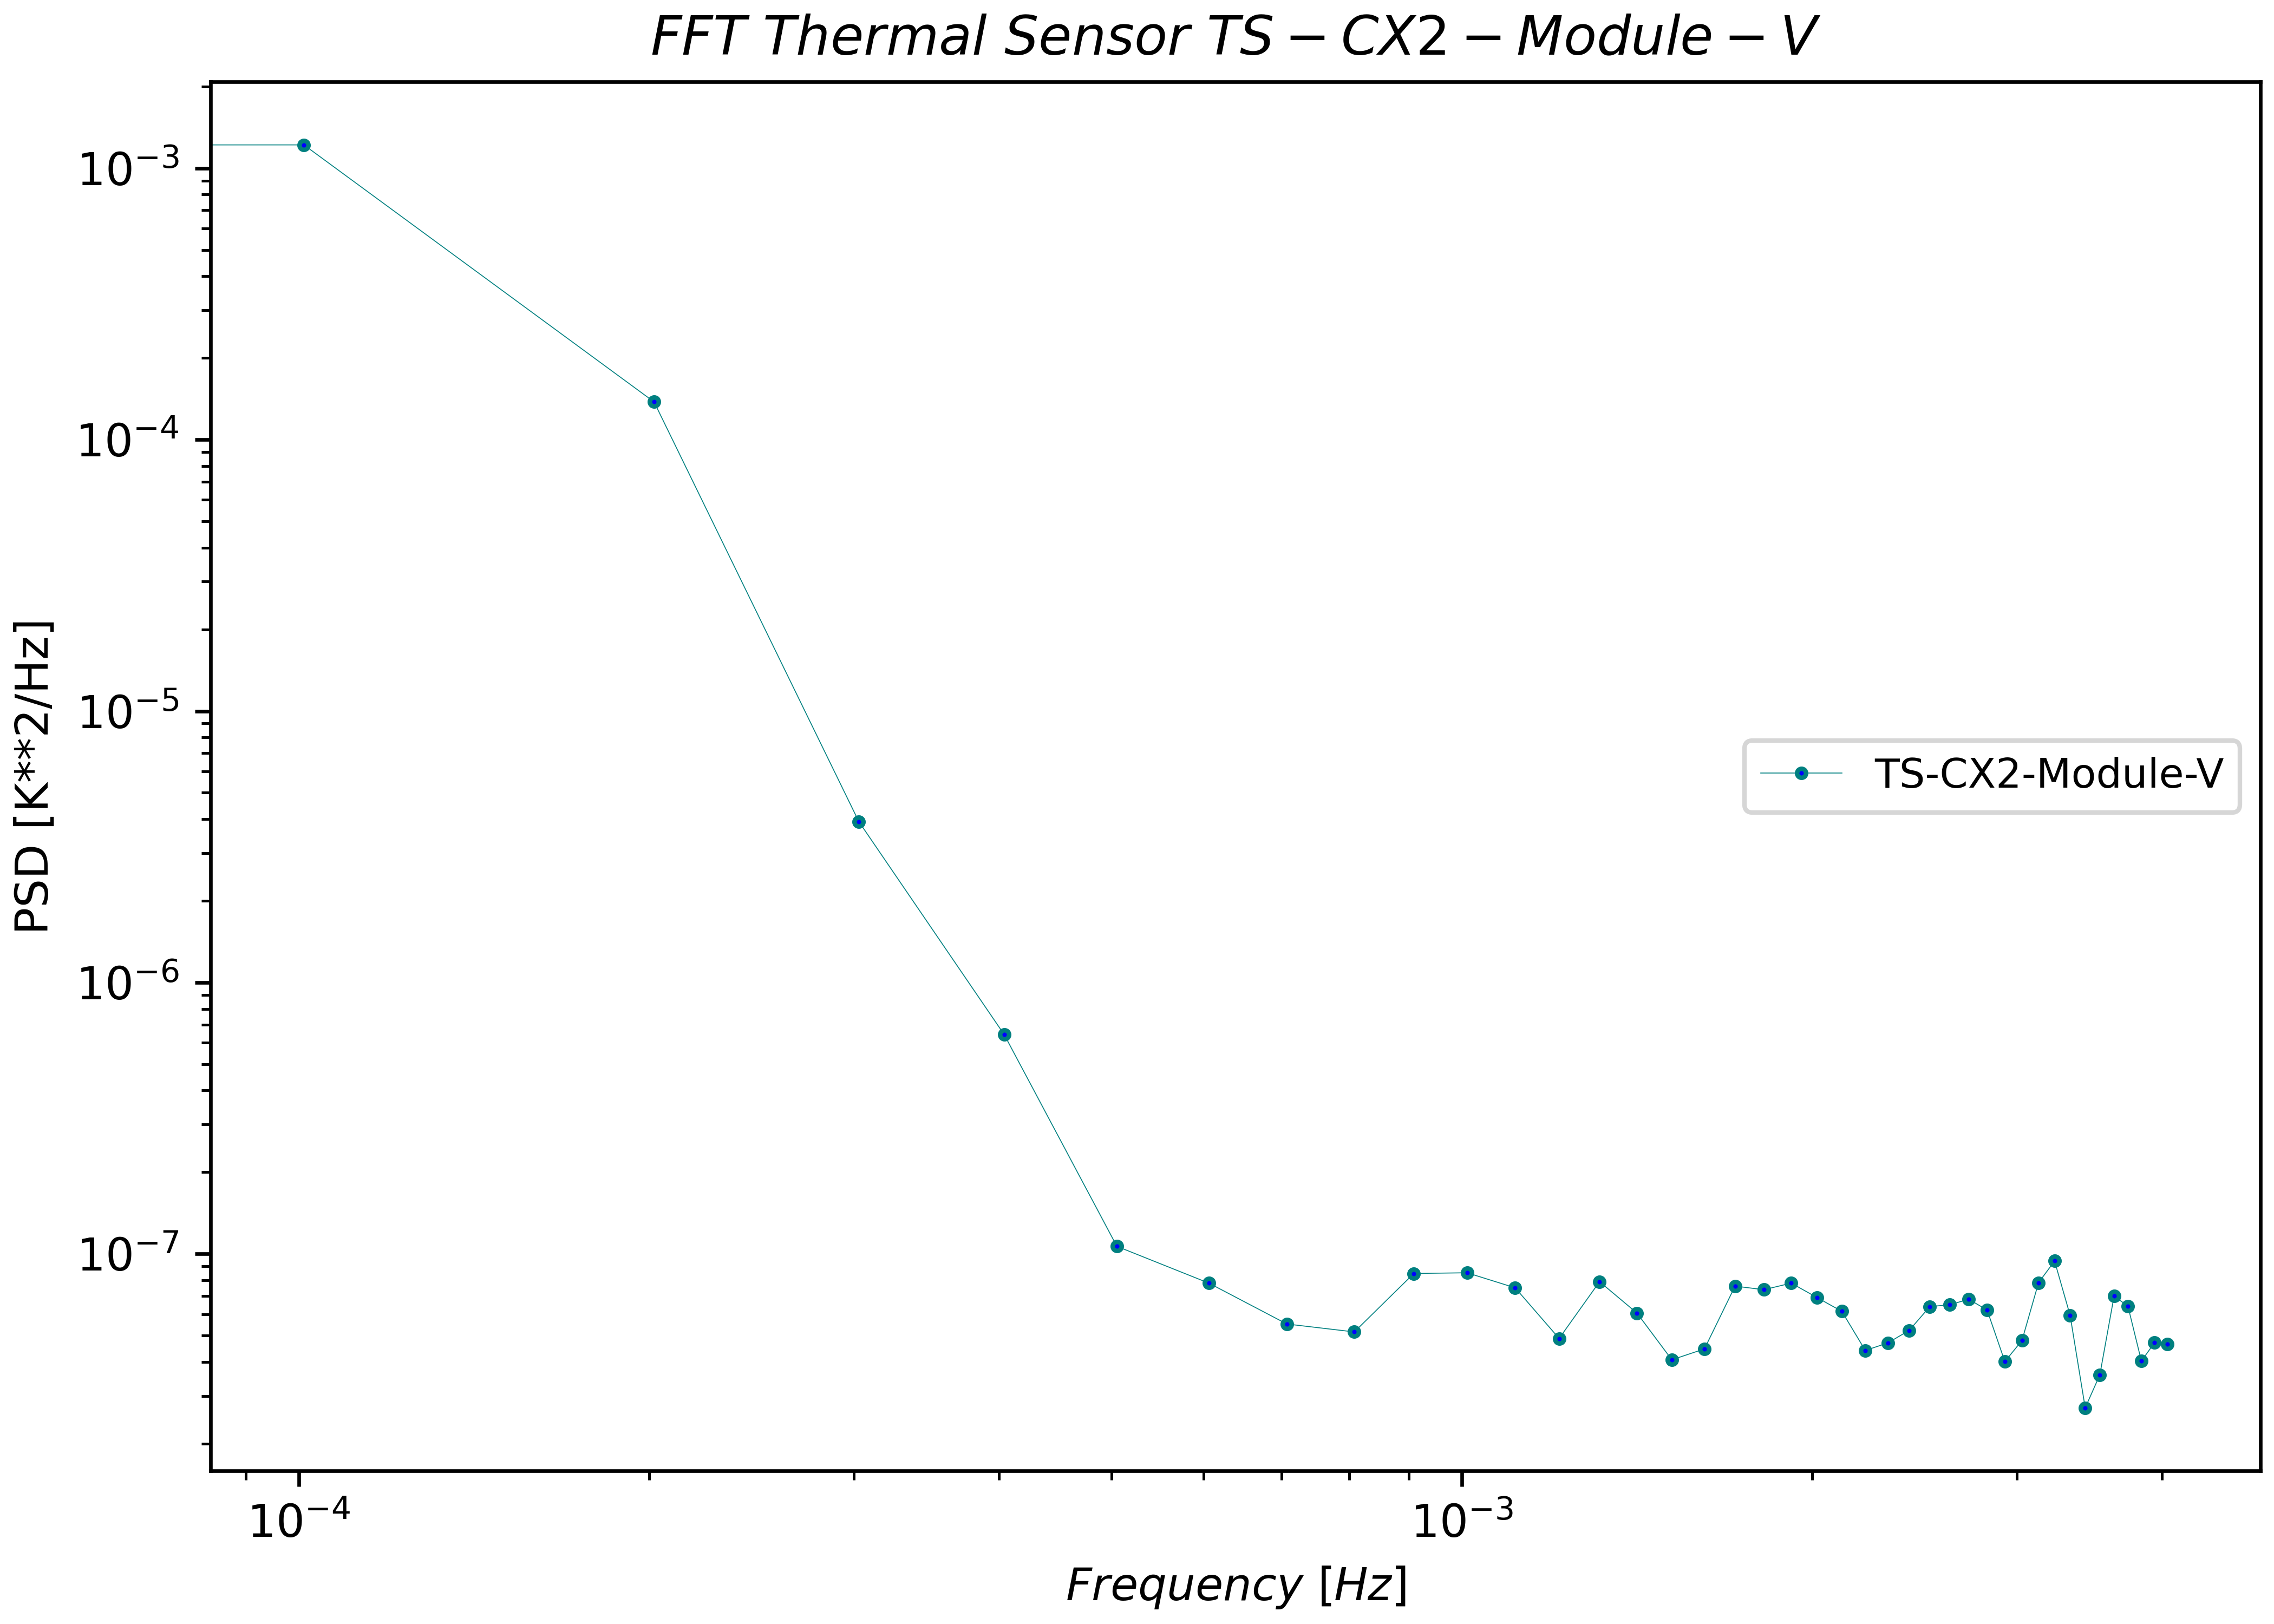 FFT Thermal Sensor TS − CX2 − Module − V
10⁻³
10⁻⁴
10⁻⁵
10⁻⁶
10⁻⁷
PSD [K**2/Hz]
TS-CX2-Module-V
10⁻⁴ 10⁻³
Frequency [Hz]